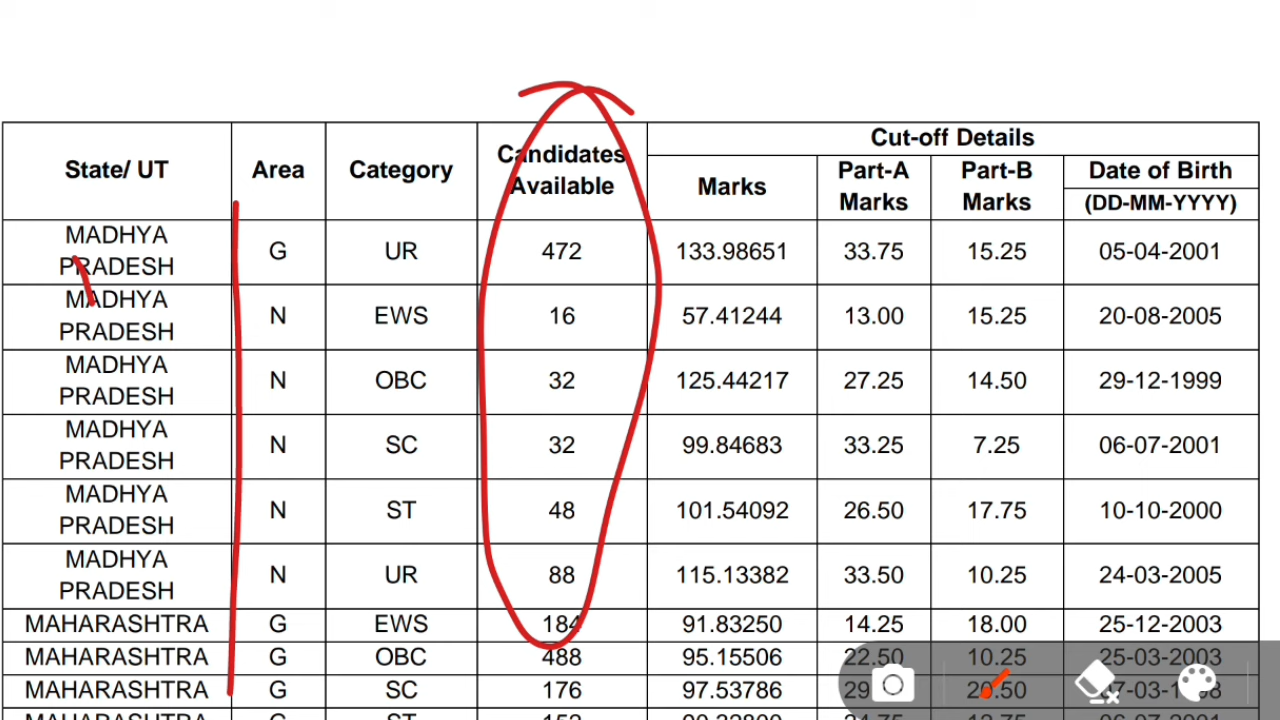 Cut-off Details
State/ UT Area Category Candidates Available Marks Part-A Marks Part-B Marks Date of Birth (DD-MM-YYYY)
MADHYA PRADESH G UR 472 133.98651 33.75 15.25 05-04-2001
MADHYA PRADESH N EWS 16 57.41244 13.00 15.25 20-08-2005
MADHYA PRADESH N OBC 32 125.44217 27.25 14.50 29-12-1999
MADHYA PRADESH N SC 32 99.84683 33.25 7.25 06-07-2001
MADHYA PRADESH N ST 48 101.54092 26.50 17.75 10-10-2000
MADHYA PRADESH N UR 88 115.13382 33.50 10.25 24-03-2005
MAHARASHTRA G EWS 184 91.83250 14.25 18.00 25-12-2003
MAHARASHTRA G OBC 488 95.15506 22.50 10.25 25-03-2003
MAHARASHTRA G SC 176 97.53786
MAHARASHTRA G ST